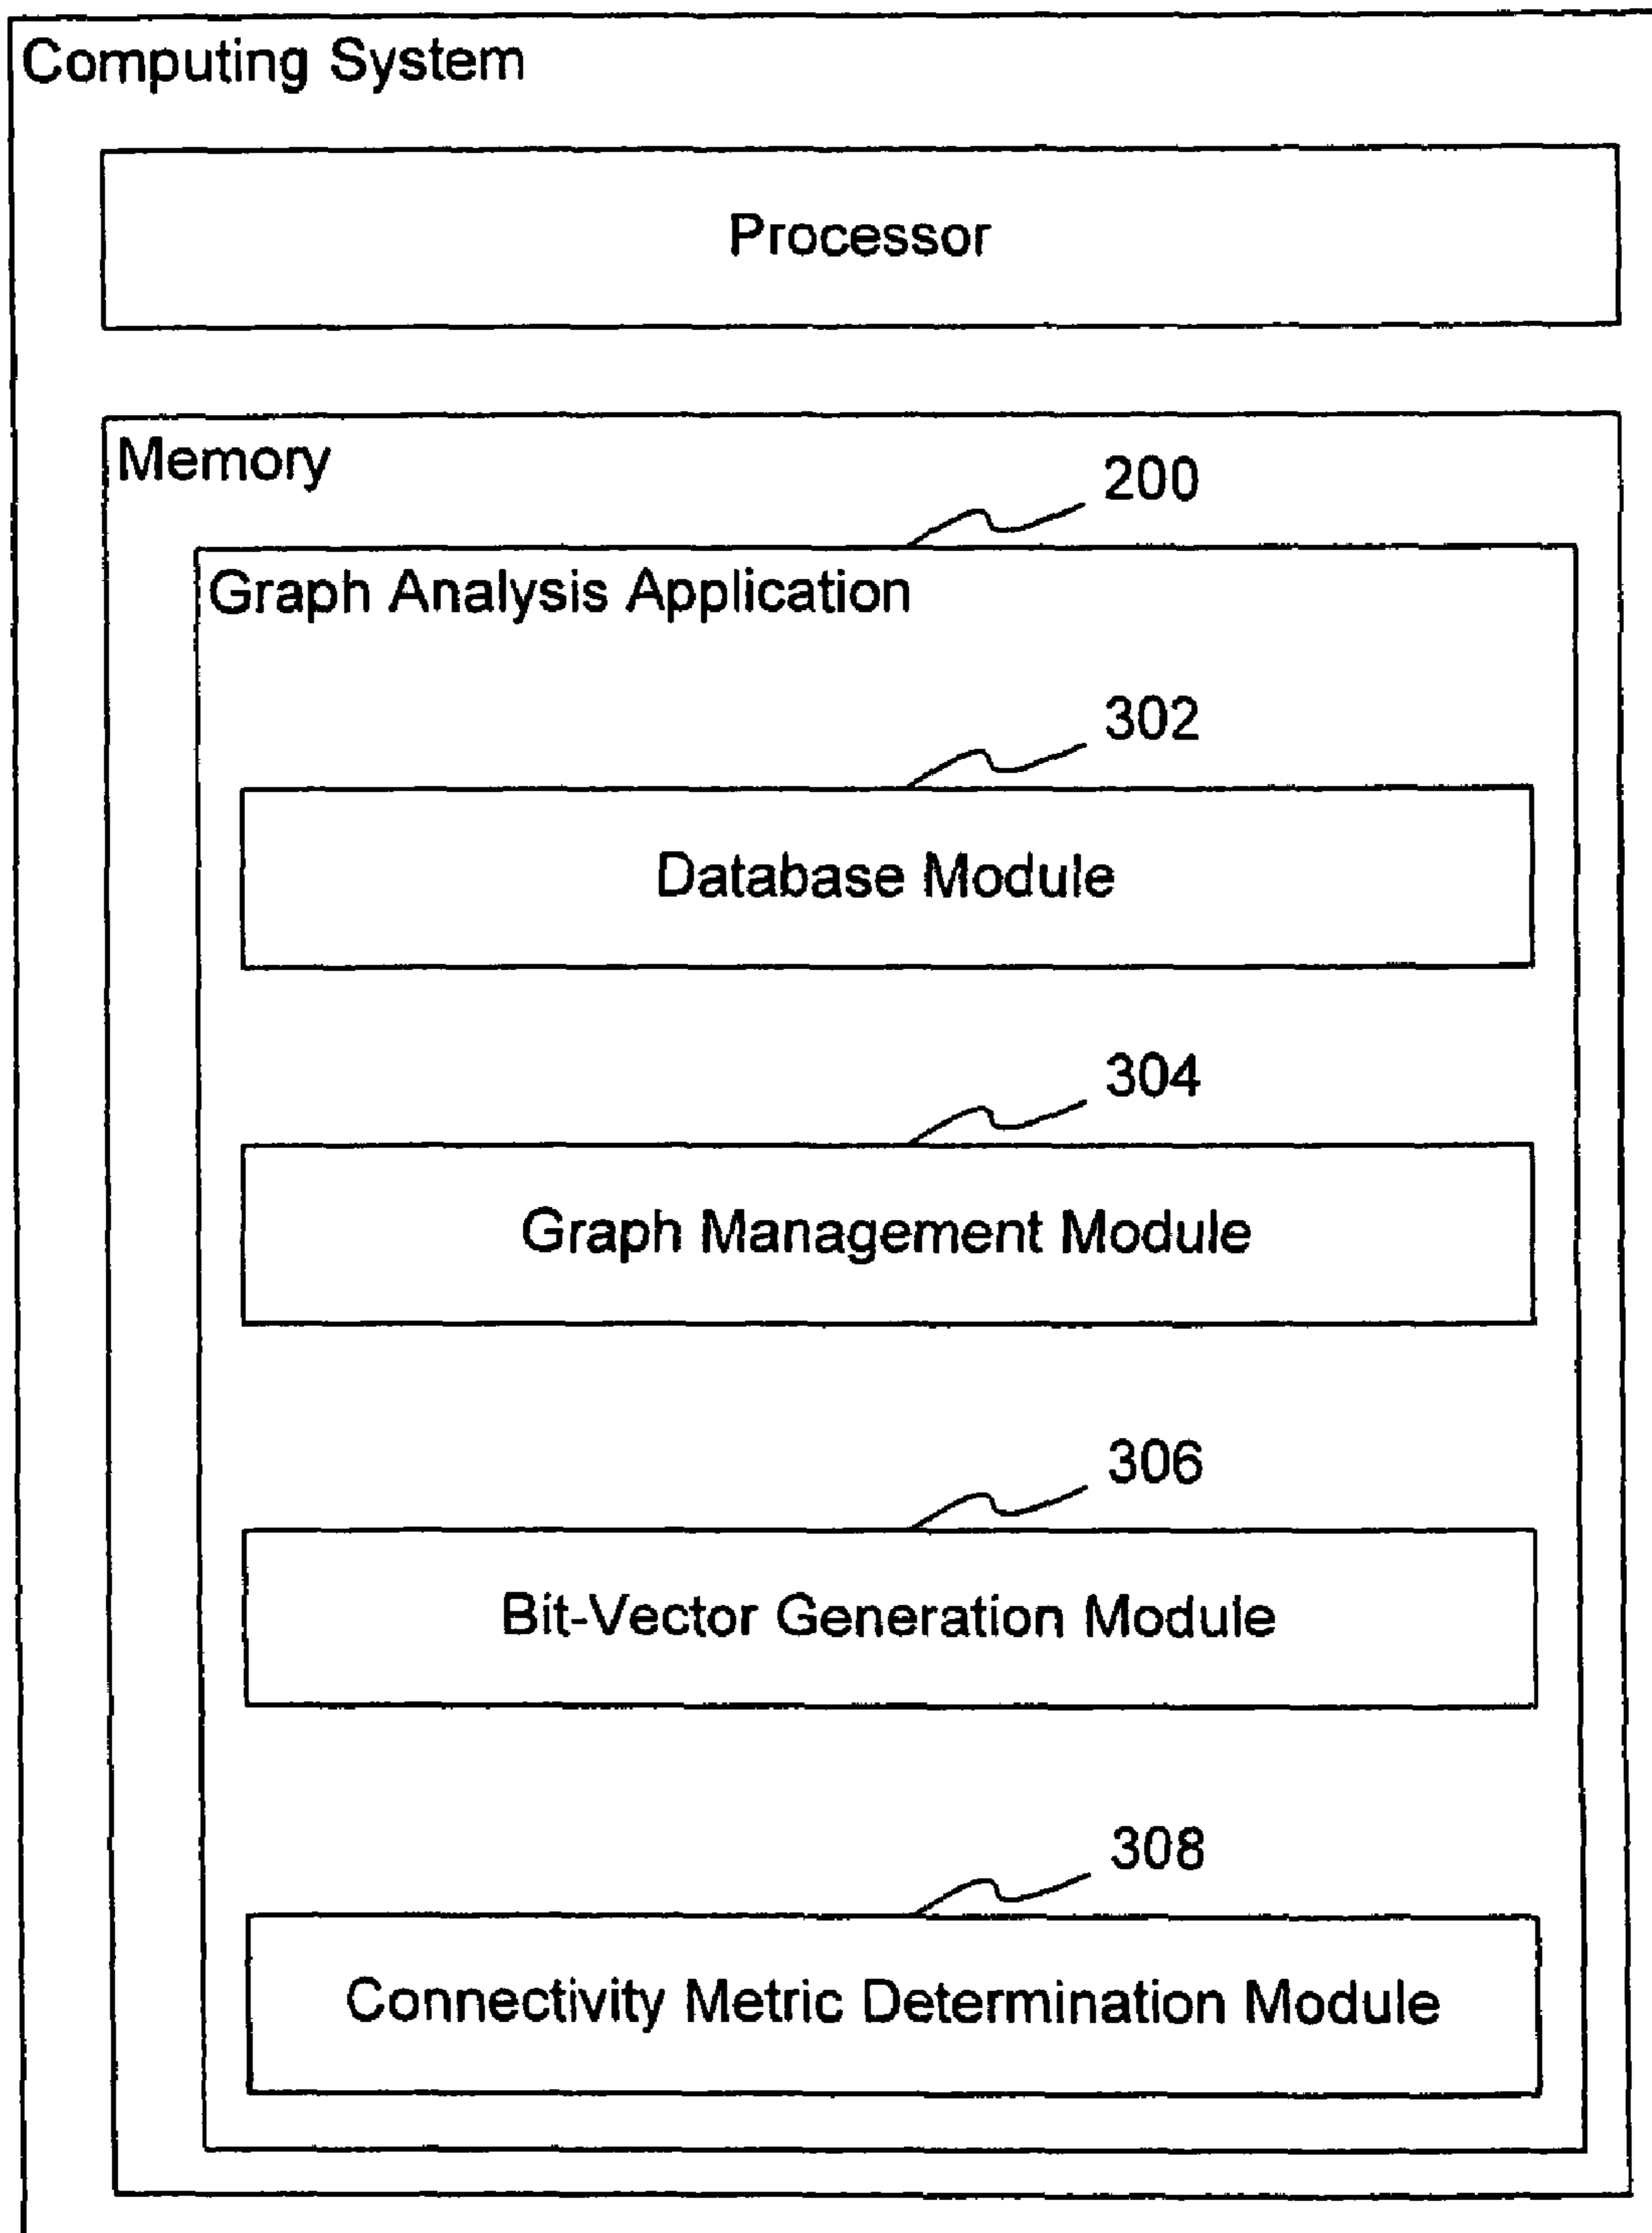 Computing System
Processor
Memory
200
Graph Analysis Application
302
Database Module
304
Graph Management Module
306
Bit-Vector Generation Module
308
Connectivity Metric Determination Module